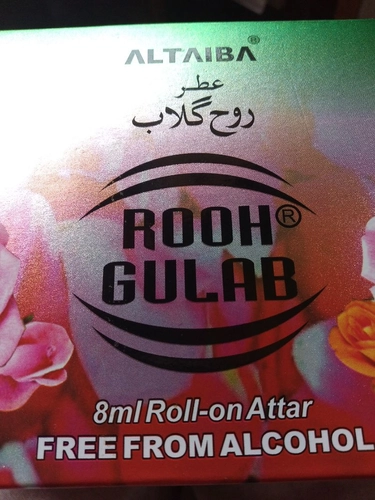 ALTAIBA®
عطر
روح گلاب
ROOH®
GULAB
8ml Roll-on Attar
FREE FROM ALCOHOL